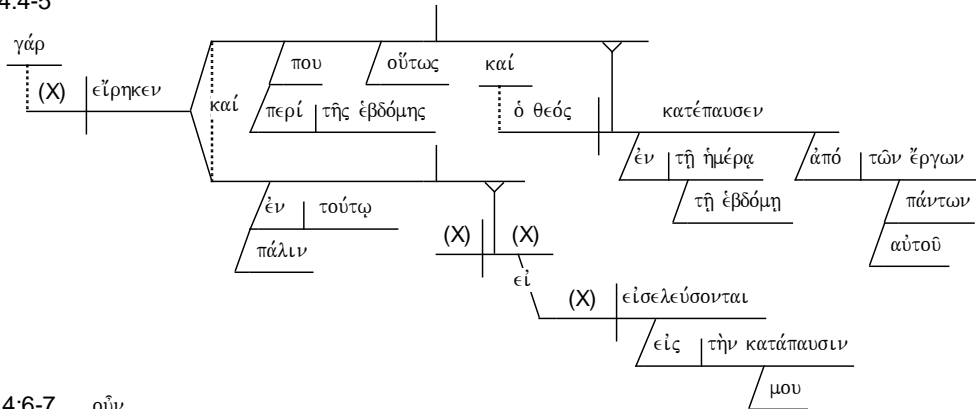 4:4-5
γάρ
(X) εἴρηκεν
καί
που οὕτως καί
περί τῆς ἑβδόμης
ὁ θεός κατέπαυσεν
ἐν τῇ ἡμέρᾳ ἀπό τῶν ἔργων
τῇ ἑβδόμῃ πάντων
αὐτοῦ
ἐν τούτῳ
πάλιν
(X) (X)
εἰ
(X) εἰσελεύσονται
εἰς τὴν κατάπαυσιν
μου
4:6-7 οὖν